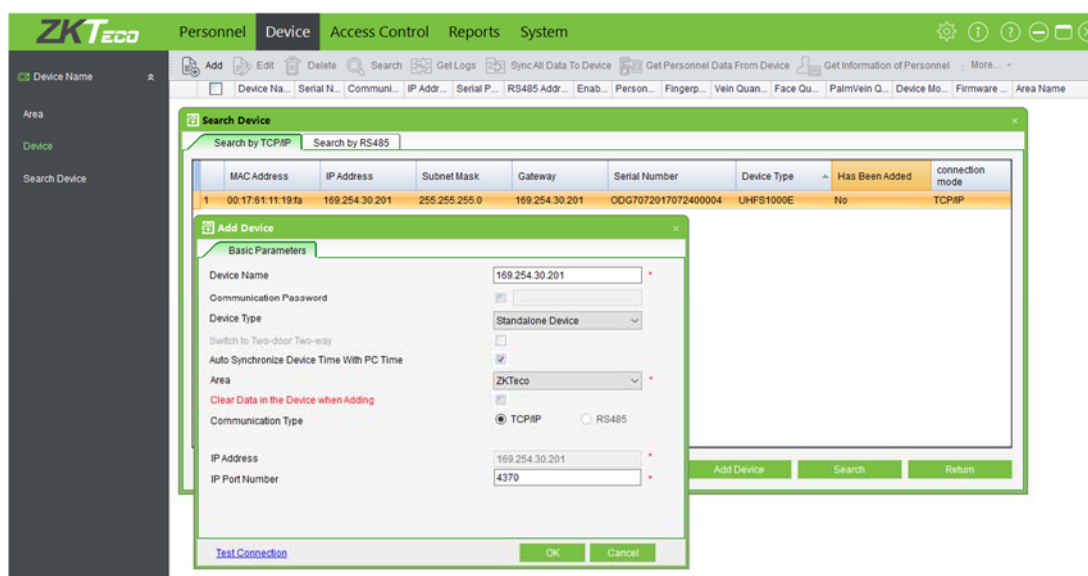 ZKTeco
Personnel Device Access Control Reports System
Device Name
Area
Device
Search Device
Add Edit Delete Search Get Logs Sync All Data To Device Get Personnel Data From Device Get Information of Personnel More...
Device Na... Serial N... Communi... IP Addr... Serial P... RS485 Addr... Enab... Person... Fingerp... Vein Quan... Face Qu... PalmVein Q... Device Mo... Firmware ... Area Name
Search Device
Search by TCP/IP Search by RS485
MAC Address IP Address Subnet Mask Gateway Serial Number Device Type Has Been Added connection mode
1 00:17:61:11:19:fa 169.254.30.201 255.255.255.0 169.254.30.201 ODG7072017072400004 UHFS1000E No TCP/IP
Add Device
Basic Parameters
Device Name 169.254.30.201 *
Communication Password
Device Type Standalone Device
Switch to Two-door Two-way
Auto Synchronize Device Time With PC Time
Area ZKTeco *
Clear Data in the Device when Adding
Communication Type TCP/IP RS485
IP Address 169.254.30.201 *
IP Port Number 4370 *
Test Connection OK Cancel
Add Device Search Return